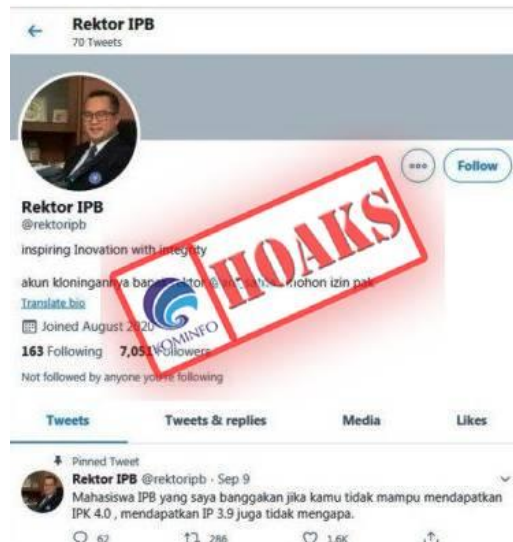 Rektor IPB
70 Tweets
Follow
Rektor IPB
@rektoripb
inspiring Inovation with integrity
akun kloningannya bapak rektor mohon izin pak
Translate bio
Joined August 2020
163 Following 7,051 Followers
Not followed by anyone you're following
KOMINFO
HOAKS
Tweets Tweets & replies Media Likes
Pinned Tweet
Rektor IPB @rektoripb · Sep 9
Mahasiswa IPB yang saya banggakan jika kamu tidak mampu mendapatkan
IPK 4.0 , mendapatkan IP 3.9 juga tidak mengapa.
62 286 1.6K